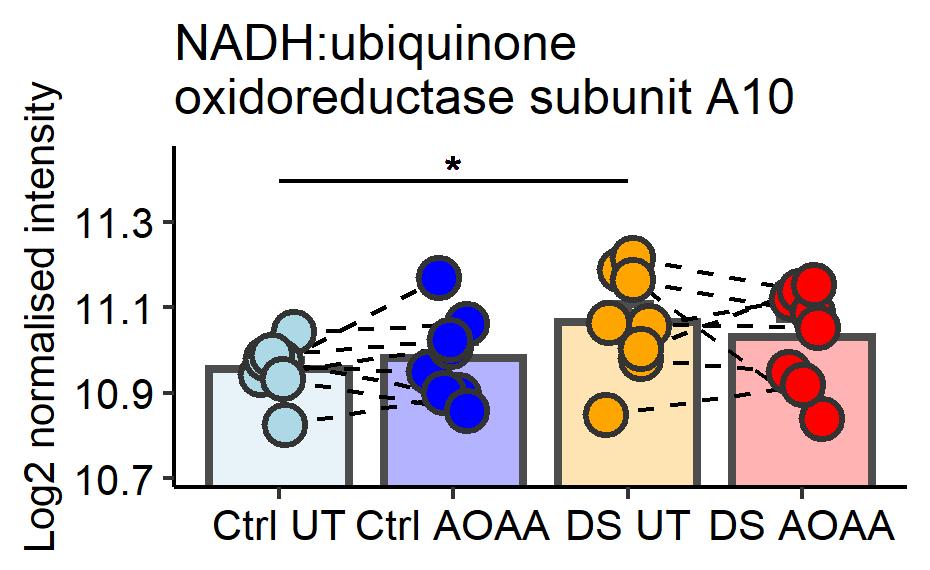 NADH:ubiquinone
oxidoreductase subunit A10
Log2 normalised intensity
*
11.3
11.1
10.9
10.7
Ctrl UT
Ctrl AOAA
DS UT
DS AOAA